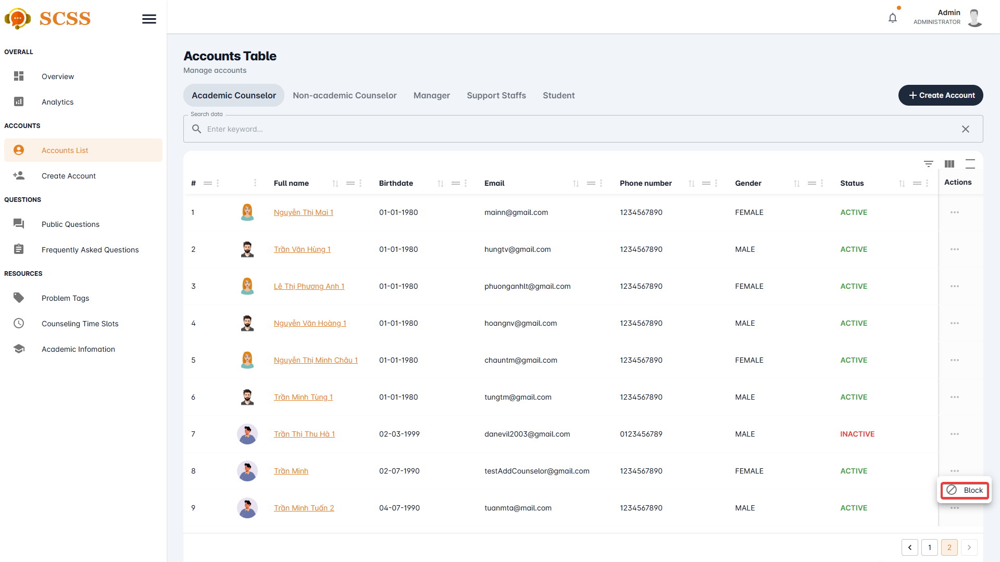 SCSS
Admin
ADMINISTRATOR
OVERALL
Overview
Analytics
ACCOUNTS
Accounts List
Create Account
QUESTIONS
Public Questions
Frequently Asked Questions
RESOURCES
Problem Tags
Counseling Time Slots
Academic Infomation
Accounts Table
Manage accounts
Academic Counselor Non-academic Counselor Manager Support Staffs Student
Create Account
Search data
Enter keyword...
# Full name Birthdate Email Phone number Gender Status Actions
1 Nguyễn Thị Mai 1 01-01-1980 mainn@gmail.com 1234567890 FEMALE ACTIVE
2 Trần Văn Hùng 1 01-01-1980 hungtv@gmail.com 1234567890 MALE ACTIVE
3 Lê Thị Phương Anh 1 01-01-1980 phuonganhlt@gmail.com 1234567890 FEMALE ACTIVE
4 Nguyễn Văn Hoàng 1 01-01-1980 hoangnv@gmail.com 1234567890 MALE ACTIVE
5 Nguyễn Thị Minh Châu 1 01-01-1980 chauntm@gmail.com 1234567890 FEMALE ACTIVE
6 Trần Minh Tùng 1 01-01-1980 tungtm@gmail.com 1234567890 MALE ACTIVE
7 Trần Thị Thu Hà 1 02-03-1999 danevil2003@gmail.com 0123456789 MALE INACTIVE
8 Trần Minh 02-07-1990 testAddCounselor@gmail.com 1234567890 FEMALE ACTIVE
Block
9 Trần Minh Tuấn 2 04-07-1990 tuanmta@mail.com 1234567890 MALE ACTIVE
1 2